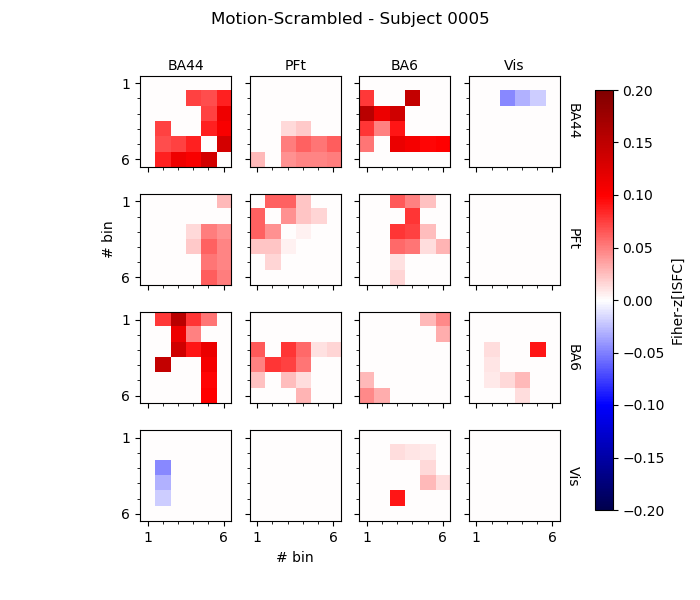 Motion-Scrambled - Subject 0005
BA44 PFt BA6 Vis
1
6
BA44
1
6
PFt
1
6
BA6
1
6
Vis
# bin
1 6 1 6 1 6 1 6
# bin
0.20
0.15
0.10
0.05
0.00
−0.05
−0.10
−0.15
−0.20
Fiher-z[ISFC]